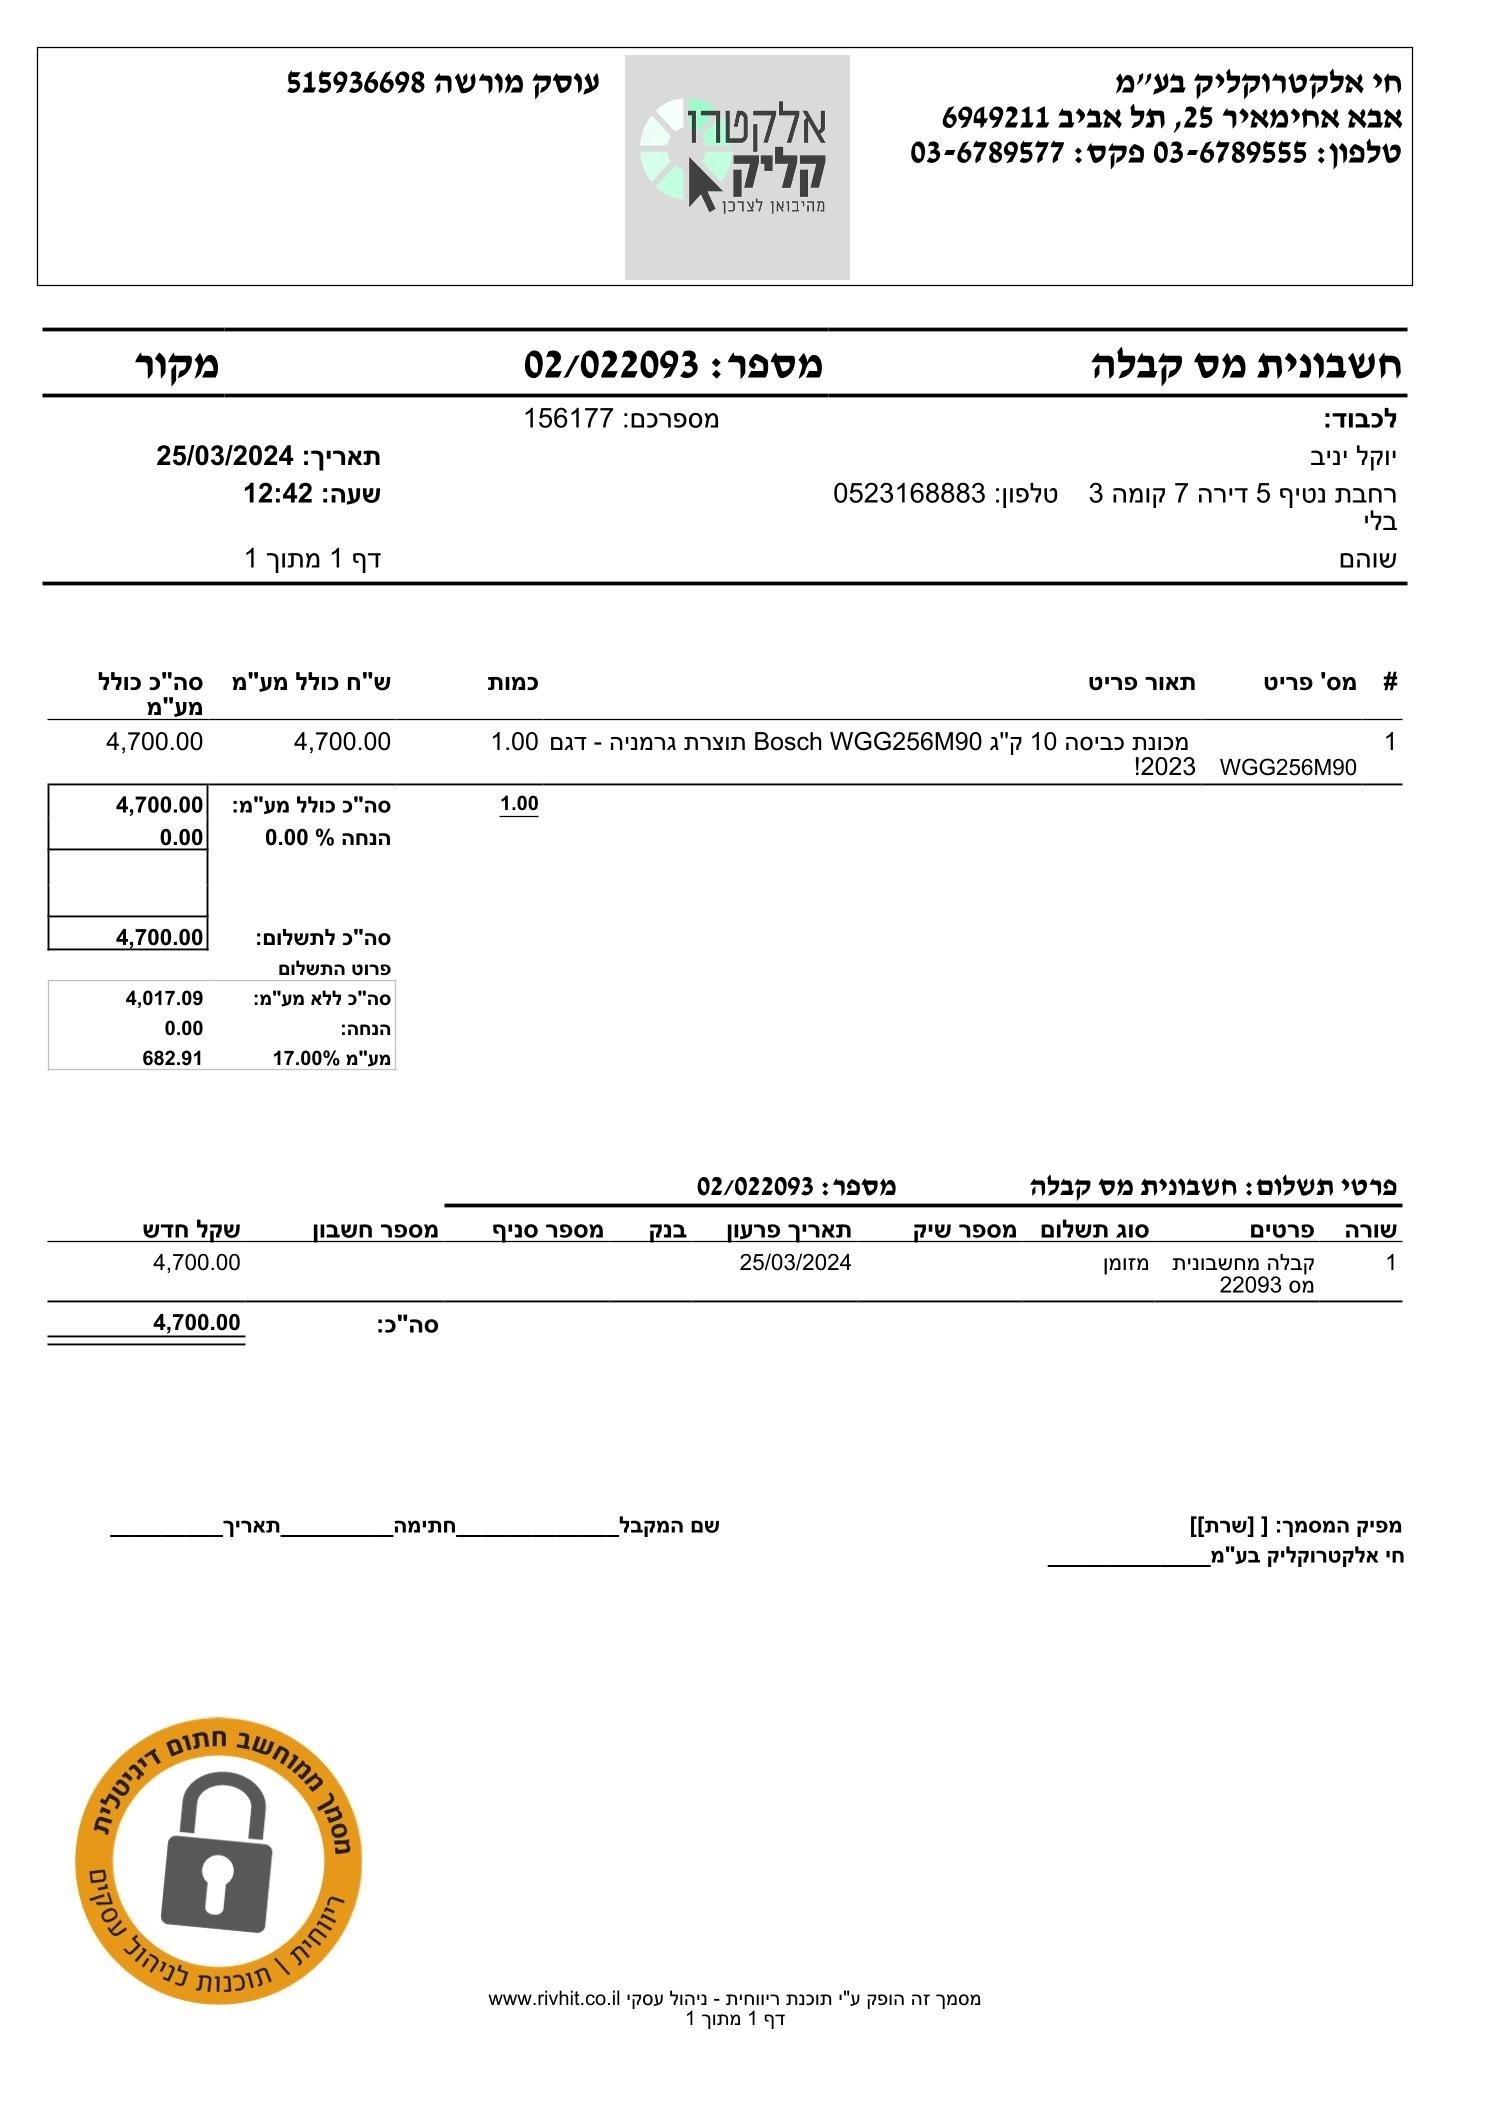 חי אלקטרוקליק בע"מ
אבא אחימאיר 25, תל אביב 6949211
טלפון: 03-6789555 פקס: 03-6789577
אלקטרו
קליק
מהיבואן לצרכן
עוסק מורשה 515936698
חשבונית מס קבלה מספר: 02/022093 מקור
לכבוד: מספרכם: 156177
יוקל יניב תאריך: 25/03/2024
רחבת נטיף 5 דירה 7 קומה 3 טלפון: 0523168883 שעה: 12:42
בלי
שוהם דף 1 מתוך 1
# מס' פריט תאור פריט כמות ש"ח כולל מע"מ סה"כ כולל
מע"מ
1 מכונת כביסה 10 ק"ג Bosch WGG256M90 תוצרת גרמניה - דגם 1.00 4,700.00 4,700.00
WGG256M90 2023!
1.00 סה"כ כולל מע"מ: 4,700.00
הנחה % 0.00 0.00
סה"כ לתשלום: 4,700.00
פרוט התשלום
סה"כ ללא מע"מ: 4,017.09
הנחה: 0.00
מע"מ 17.00% 682.91
פרטי תשלום: חשבונית מס קבלה מספר: 02/022093
שורה פרטים סוג תשלום מספר שיק תאריך פרעון בנק מספר סניף מספר חשבון שקל חדש
1 קבלה מחשבונית מזומן 25/03/2024 4,700.00
מס 22093
סה"כ: 4,700.00
מפיק המסמך: [ [שרת]] שם המקבל_____________חתימה_________תאריך_________
חי אלקטרוקליק בע"מ_____________
מסמך ממוחשב חתום דיגיטלית
ריווחית | תוכנות לניהול עסקים
מסמך זה הופק ע"י תוכנת ריווחית - ניהול עסקי www.rivhit.co.il
דף 1 מתוך 1